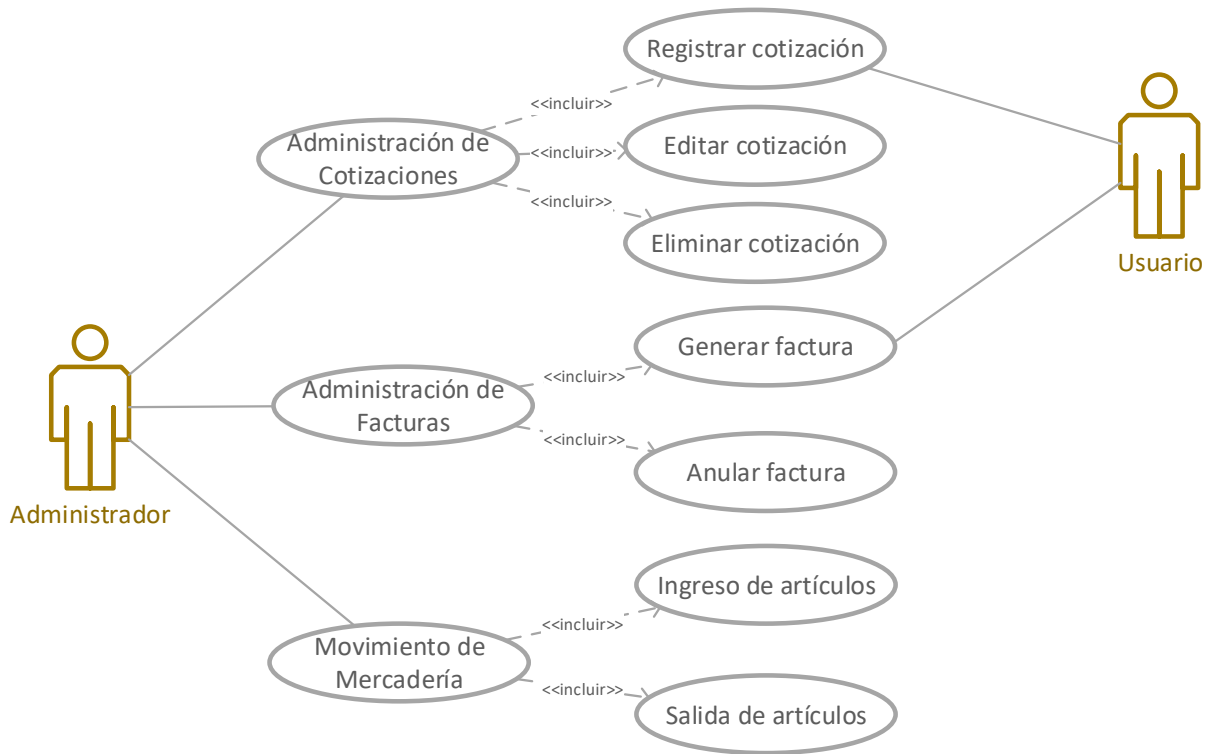 Registrar cotización
<<incluir>>
Administración de
Cotizaciones
<<incluir>>
Editar cotización
<<incluir>>
Eliminar cotización
Usuario
Generar factura
<<incluir>>
Administración de
Facturas
<<incluir>>
Anular factura
Administrador
Ingreso de artículos
<<incluir>>
Movimiento de
Mercadería
<<incluir>>
Salida de artículos